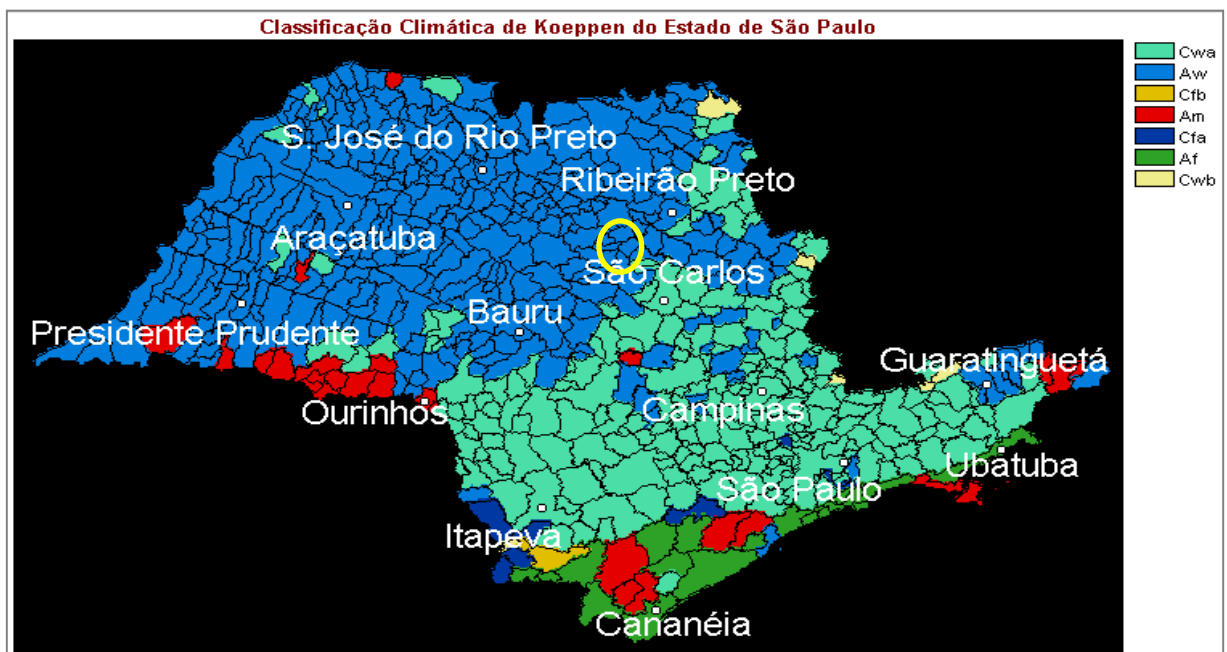 Classificação Climática de Koeppen do Estado de São Paulo
Cwa
Aw
Cfb
Am
Cfa
Af
Cwb
S. José do Rio Preto
Ribeirão Preto
Araçatuba
São Carlos
Bauru
Presidente Prudente
Guaratinguetá
Ourinhos
Campinas
Ubatuba
São Paulo
Itapeva
Cananéia